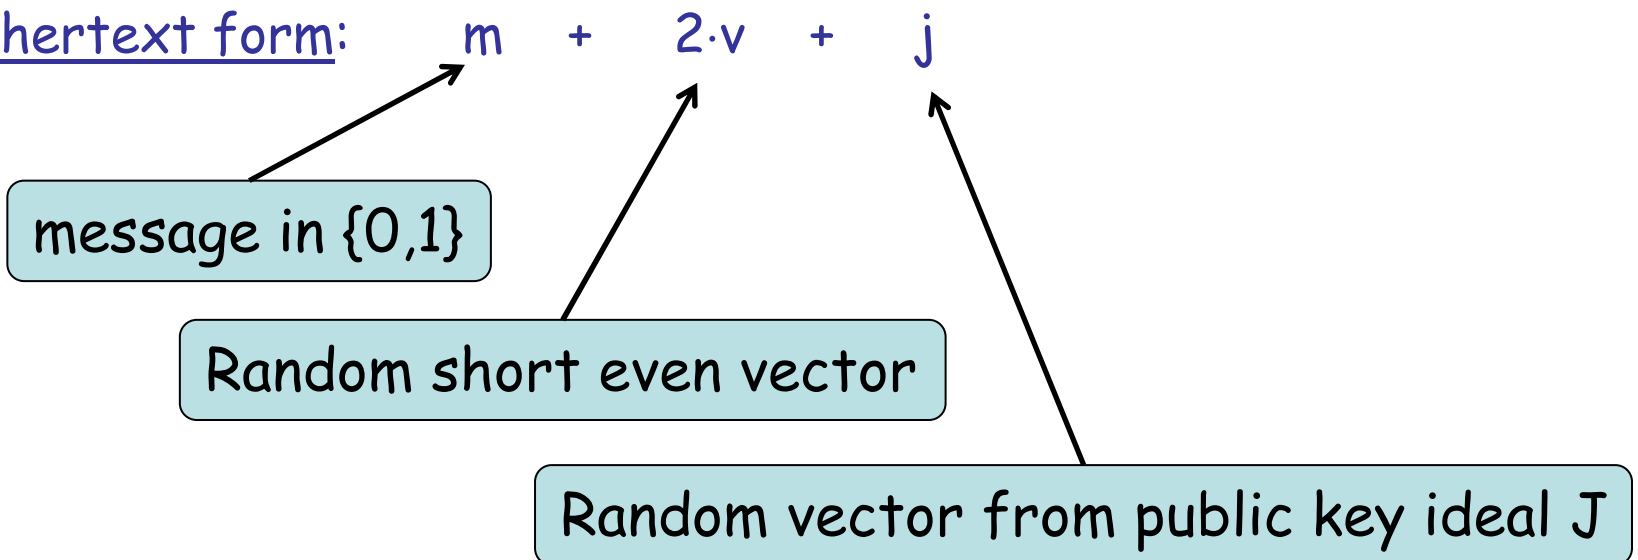 hertext form: m + 2·v + j
message in {0,1}
Random short even vector
Random vector from public key ideal J